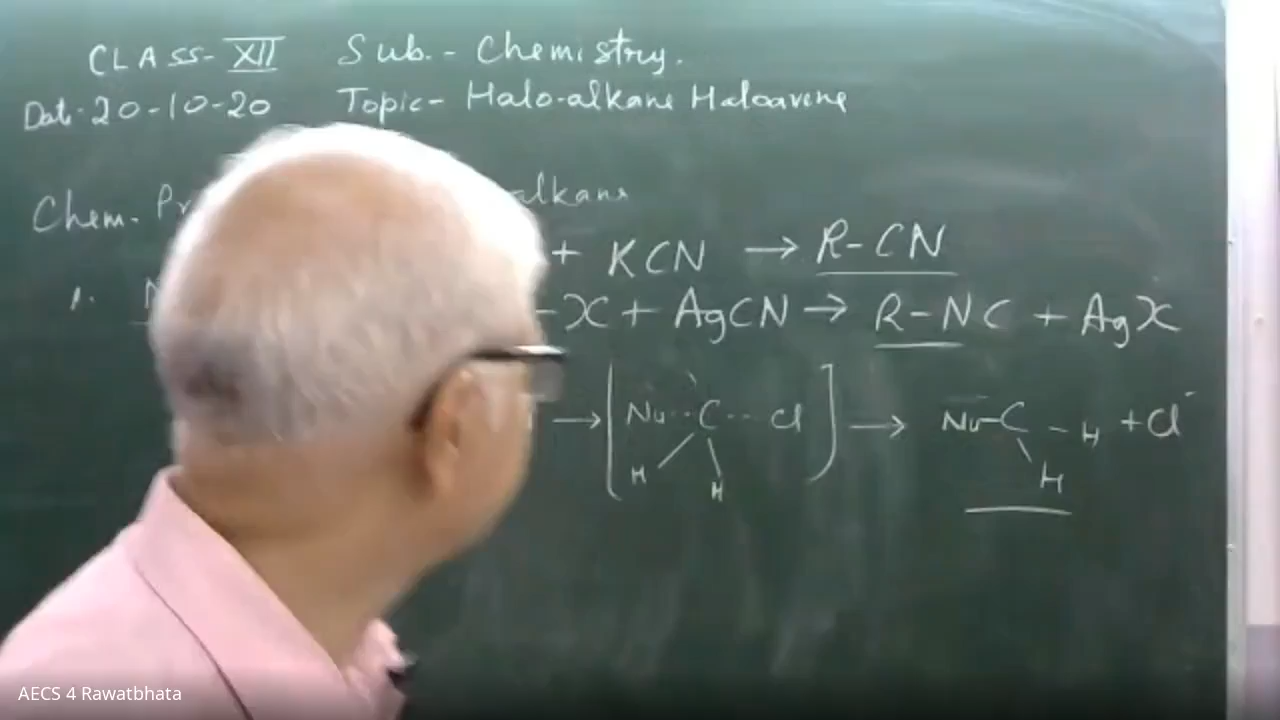 CLASS-XII Sub.- Chemistry.
Dat.-20-10-20 Topic- Halo-alkane Haloarene
Chem. Pr alkane
+ KCN → R-CN
1. N -X + AgCN → R-NC + AgX
→ [Nu--C--Cl] → Nu-C-H + Cl⁻
H H H
AECS 4 Rawatbhata